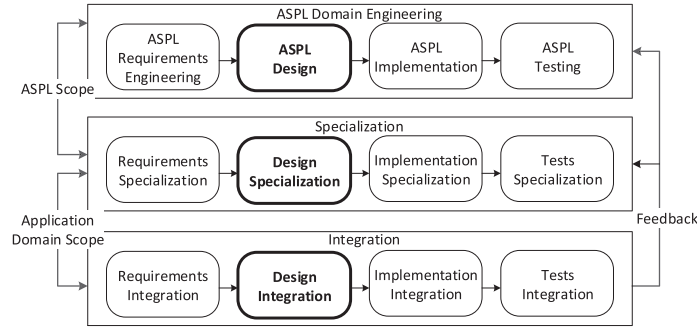 ASPL Domain Engineering
ASPL
Requirements
Engineering
ASPL
Design
ASPL
Implementation
ASPL
Testing
ASPL Scope
Specialization
Requirements
Specialization
Design
Specialization
Implementation
Specialization
Tests
Specialization
Application
Domain Scope
Feedback
Integration
Requirements
Integration
Design
Integration
Implementation
Integration
Tests
Integration